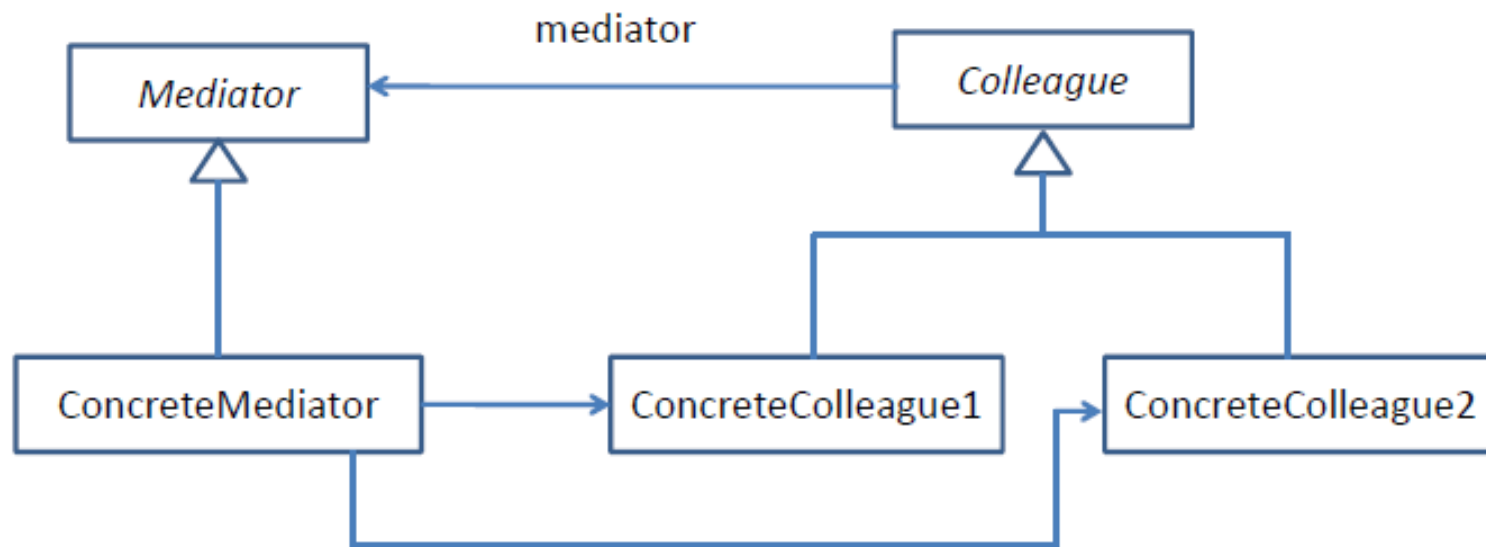 mediator
Mediator
Colleague
ConcreteMediator
ConcreteColleague1
ConcreteColleague2